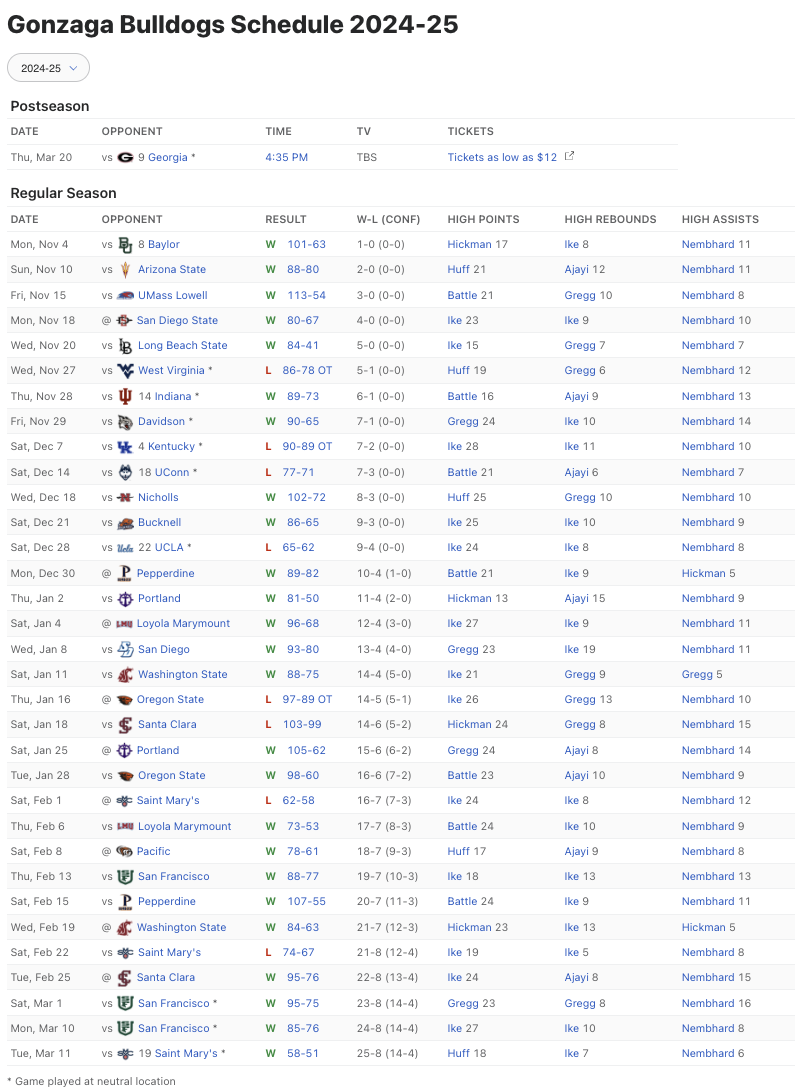 Gonzaga Bulldogs Schedule 2024-25
2024-25
Postseason
DATE OPPONENT TIME TV TICKETS
Thu, Mar 20 vs 9 Georgia * 4:35 PM TBS Tickets as low as $12
Regular Season
DATE OPPONENT RESULT W-L (CONF) HIGH POINTS HIGH REBOUNDS HIGH ASSISTS
Mon, Nov 4 vs 8 Baylor W 101-63 1-0 (0-0) Hickman 17 Ike 8 Nembhard 11
Sun, Nov 10 vs Arizona State W 88-80 2-0 (0-0) Huff 21 Ajayi 12 Nembhard 11
Fri, Nov 15 vs UMass Lowell W 113-54 3-0 (0-0) Battle 21 Gregg 10 Nembhard 8
Mon, Nov 18 @ San Diego State W 80-67 4-0 (0-0) Ike 23 Ike 9 Nembhard 10
Wed, Nov 20 vs Long Beach State W 84-41 5-0 (0-0) Ike 15 Gregg 7 Nembhard 7
Wed, Nov 27 vs West Virginia * L 86-78 OT 5-1 (0-0) Huff 19 Gregg 6 Nembhard 12
Thu, Nov 28 vs 14 Indiana * W 89-73 6-1 (0-0) Battle 16 Ajayi 9 Nembhard 13
Fri, Nov 29 vs Davidson * W 90-65 7-1 (0-0) Gregg 24 Ike 10 Nembhard 14
Sat, Dec 7 vs 4 Kentucky * L 90-89 OT 7-2 (0-0) Ike 28 Ike 11 Nembhard 10
Sat, Dec 14 vs 18 UConn * L 77-71 7-3 (0-0) Battle 21 Ajayi 6 Nembhard 7
Wed, Dec 18 vs Nicholls W 102-72 8-3 (0-0) Huff 25 Gregg 10 Nembhard 10
Sat, Dec 21 vs Bucknell W 86-65 9-3 (0-0) Ike 25 Ike 10 Nembhard 9
Sat, Dec 28 vs 22 UCLA * L 65-62 9-4 (0-0) Ike 24 Ike 8 Nembhard 8
Mon, Dec 30 @ Pepperdine W 89-82 10-4 (1-0) Battle 21 Ike 9 Hickman 5
Thu, Jan 2 vs Portland W 81-50 11-4 (2-0) Hickman 13 Ajayi 15 Nembhard 9
Sat, Jan 4 @ Loyola Marymount W 96-68 12-4 (3-0) Ike 27 Ike 9 Nembhard 11
Wed, Jan 8 vs San Diego W 93-80 13-4 (4-0) Gregg 23 Ike 19 Nembhard 11
Sat, Jan 11 vs Washington State W 88-75 14-4 (5-0) Ike 21 Gregg 9 Gregg 5
Thu, Jan 16 @ Oregon State L 97-89 OT 14-5 (5-1) Ike 26 Gregg 13 Nembhard 10
Sat, Jan 18 vs Santa Clara L 103-99 14-6 (5-2) Hickman 24 Gregg 8 Nembhard 15
Sat, Jan 25 @ Portland W 105-62 15-6 (6-2) Gregg 24 Ajayi 8 Nembhard 14
Tue, Jan 28 vs Oregon State W 98-60 16-6 (7-2) Battle 23 Ajayi 10 Nembhard 9
Sat, Feb 1 @ Saint Mary's L 62-58 16-7 (7-3) Ike 24 Ike 8 Nembhard 12
Thu, Feb 6 vs Loyola Marymount W 73-53 17-7 (8-3) Battle 24 Ike 10 Nembhard 9
Sat, Feb 8 @ Pacific W 78-61 18-7 (9-3) Huff 17 Ajayi 9 Nembhard 8
Thu, Feb 13 vs San Francisco W 88-77 19-7 (10-3) Ike 18 Ike 13 Nembhard 13
Sat, Feb 15 vs Pepperdine W 107-55 20-7 (11-3) Battle 24 Ike 9 Nembhard 11
Wed, Feb 19 @ Washington State W 84-63 21-7 (12-3) Hickman 23 Ike 13 Hickman 5
Sat, Feb 22 vs Saint Mary's L 74-67 21-8 (12-4) Ike 19 Ike 5 Nembhard 8
Tue, Feb 25 @ Santa Clara W 95-76 22-8 (13-4) Ike 24 Ajayi 8 Nembhard 15
Sat, Mar 1 vs San Francisco * W 95-75 23-8 (14-4) Gregg 23 Gregg 8 Nembhard 16
Mon, Mar 10 vs San Francisco * W 85-76 24-8 (14-4) Ike 27 Ike 10 Nembhard 8
Tue, Mar 11 vs 19 Saint Mary's * W 58-51 25-8 (14-4) Huff 18 Ike 7 Nembhard 6
* Game played at neutral location